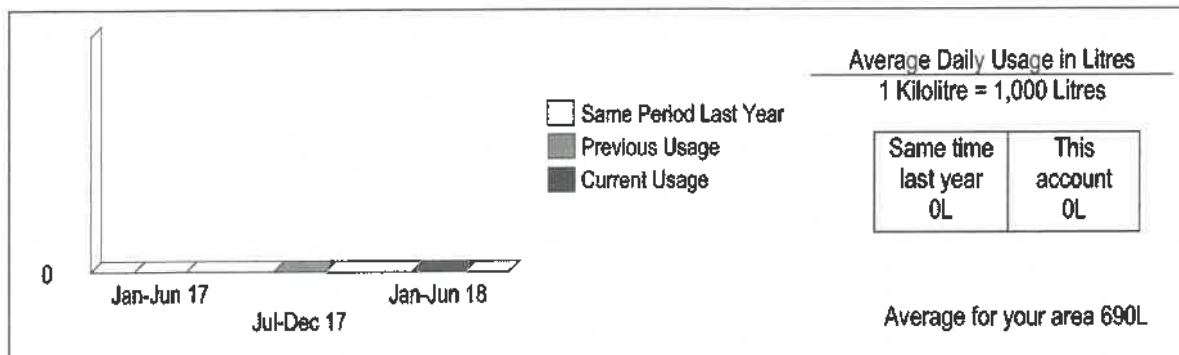 Average Daily Usage in Litres
1 Kilolitre = 1,000 Litres
Same Period Last Year
Previous Usage
Current Usage
Same time last year 0L
This account 0L
0
Jan-Jun 17
Jul-Dec 17
Jan-Jun 18
Average for your area 690L